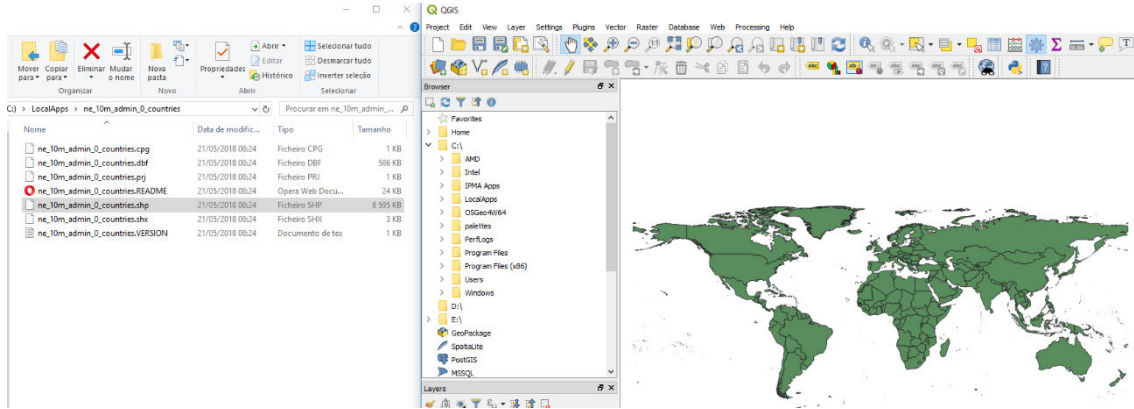 QGIS
Project Edit View Layer Settings Plugins Vector Raster Database Web Processing Help
Mover para
Copiar para
Eliminar
Mudar o nome
Nova pasta
Propriedades
Abrir
Editar
Histórico
Selecionar tudo
Desmarcar tudo
Inverter seleção
Organizar
Novo
Abrir
Selecionar
C:) > LocalApps > ne_10m_admin_0_countries
Procurar em ne_10m_admin_...
Nome Data de modific... Tipo Tamanho
ne_10m_admin_0_countries.cpg 21/05/2018 08:24 Ficheiro CPG 1 KB
ne_10m_admin_0_countries.dbf 21/05/2018 08:24 Ficheiro DBF 586 KB
ne_10m_admin_0_countries.prj 21/05/2018 08:24 Ficheiro PRJ 1 KB
ne_10m_admin_0_countries.README 21/05/2018 08:24 Opera Web Docu... 24 KB
ne_10m_admin_0_countries.shp 21/05/2018 08:24 Ficheiro SHP 8 595 KB
ne_10m_admin_0_countries.shx 21/05/2018 08:24 Ficheiro SHX 3 KB
ne_10m_admin_0_countries.VERSION 21/05/2018 08:24 Documento de tex 1 KB
Browser
Favorites
Home
C:\
AMD
Intel
IPMA Apps
LocalApps
OSGeo4W64
palettes
PerfLogs
Program Files
Program Files (x86)
Users
Windows
D:\
E:\
GeoPackage
SpatiaLite
PostGIS
MSSQL
Layers